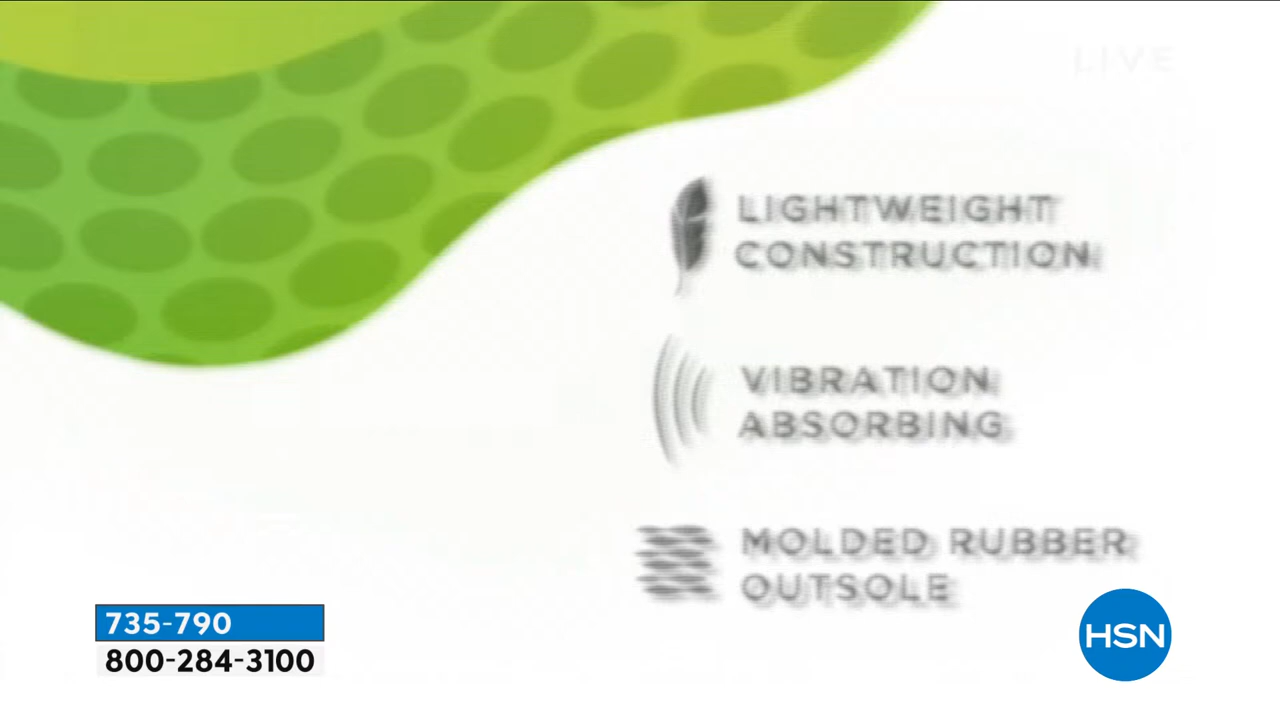 LIVE
LIGHTWEIGHT
CONSTRUCTION
VIBRATION
ABSORBING
MOLDED RUBBER
OUTSOLE
735-790
800-284-3100
HSN